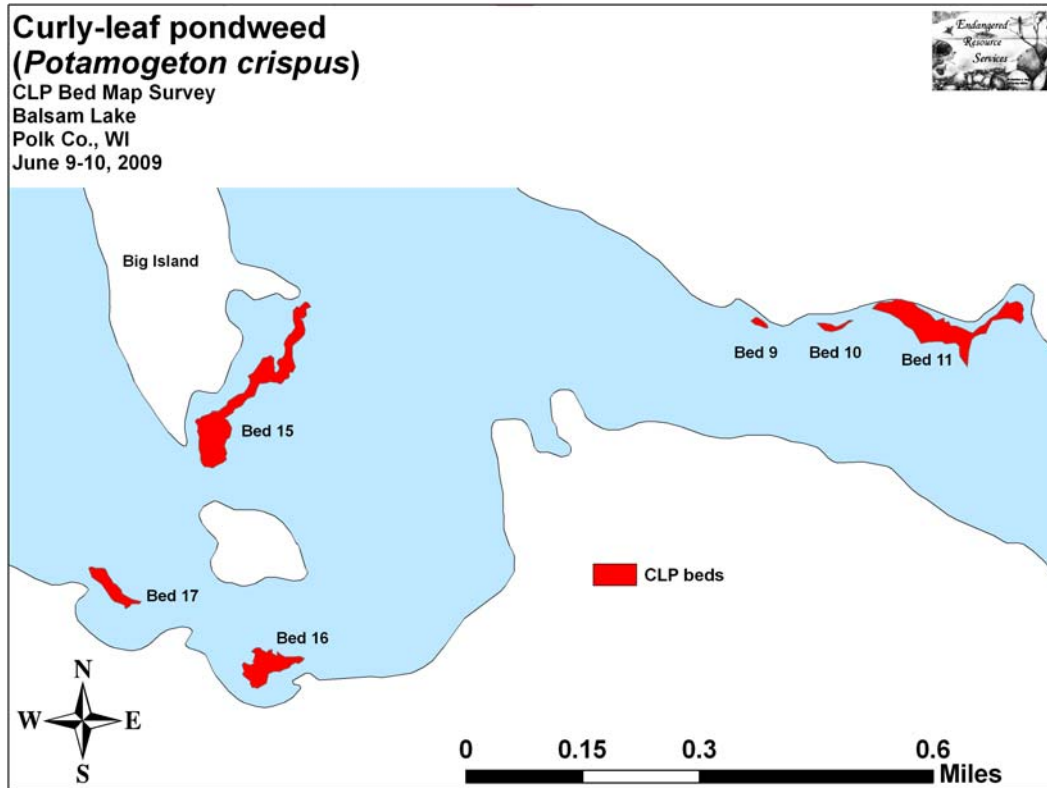 Curly-leaf pondweed
(Potamogeton crispus)
CLP Bed Map Survey
Balsam Lake
Polk Co., WI
June 9-10, 2009
Endangered
Resource
Services
Big Island
Bed 9
Bed 10
Bed 11
Bed 15
CLP beds
Bed 17
Bed 16
N
W
E
S
0
0.15
0.3
0.6
Miles